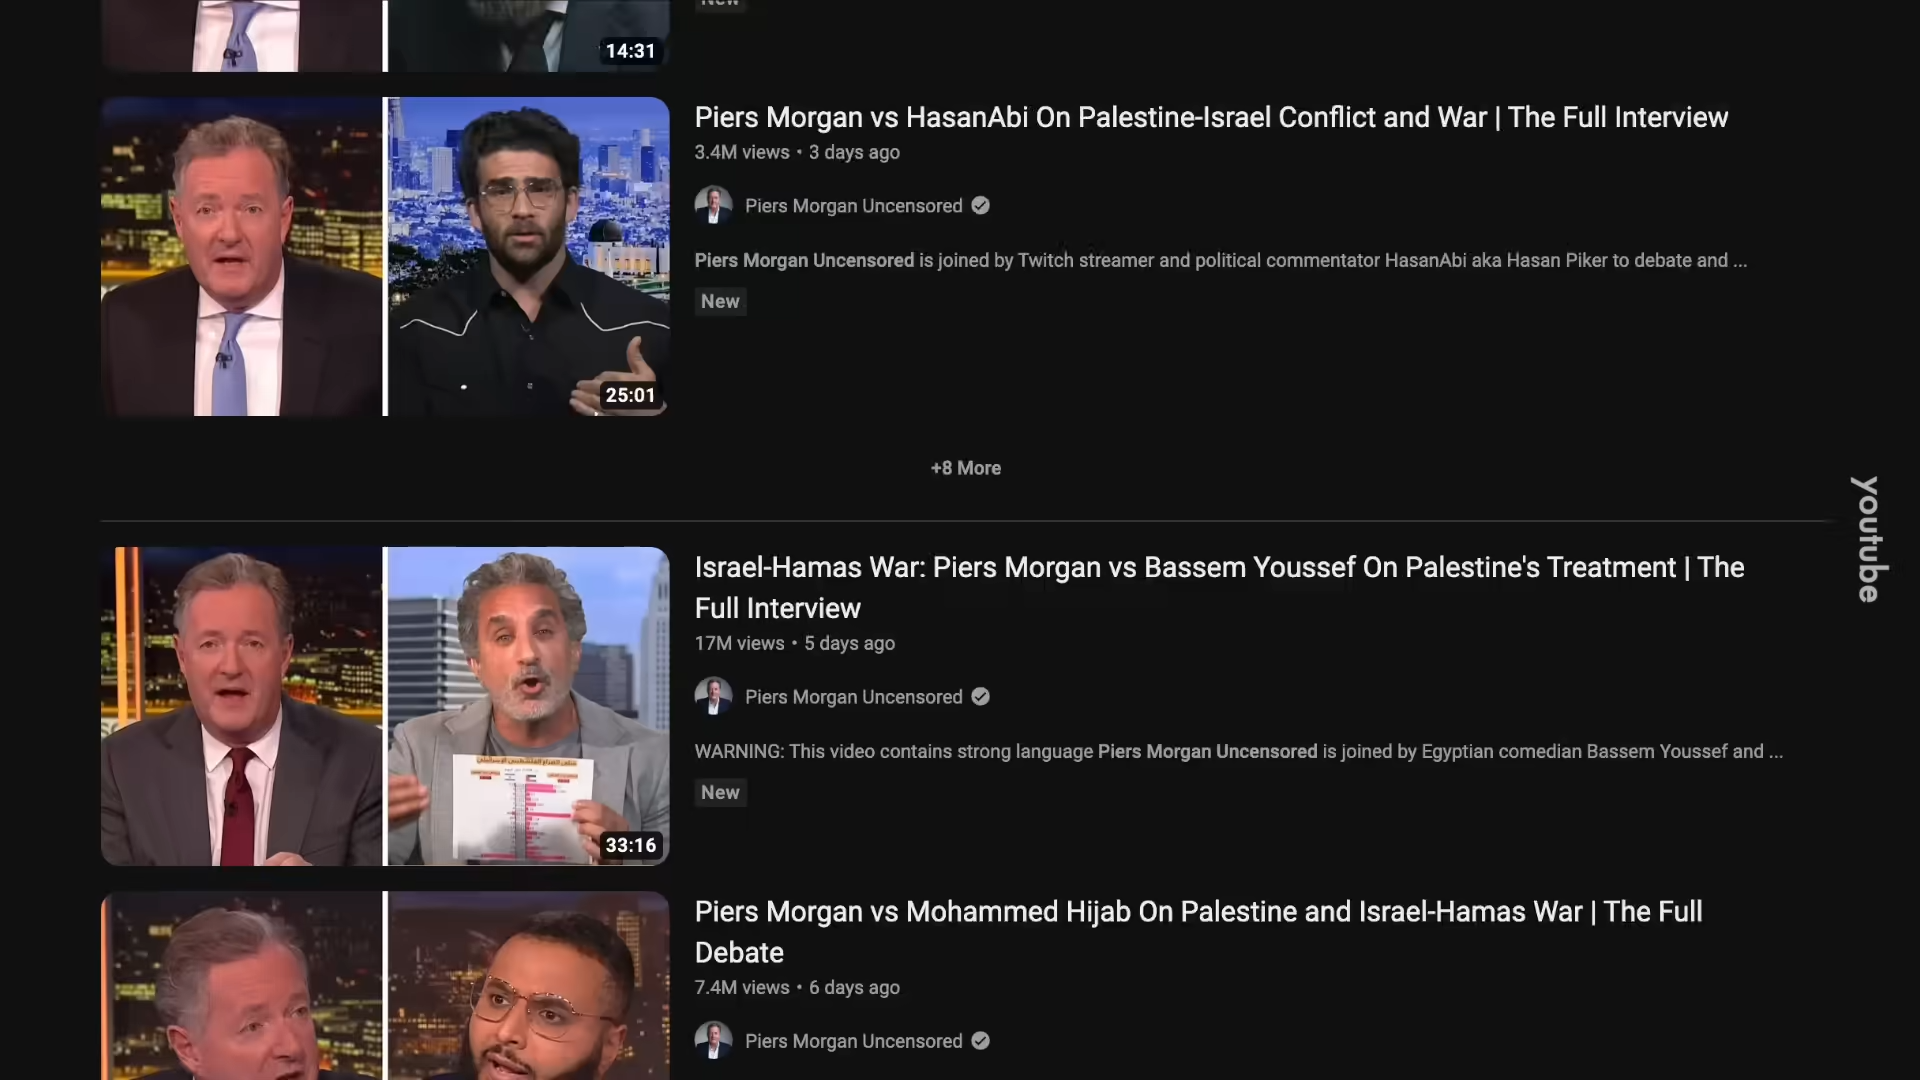 New
14:31
Piers Morgan vs HasanAbi On Palestine-Israel Conflict and War | The Full Interview
3.4M views • 3 days ago
Piers Morgan Uncensored
Piers Morgan Uncensored is joined by Twitch streamer and political commentator HasanAbi aka Hasan Piker to debate and ...
New
25:01
+8 More
youtube
Israel-Hamas War: Piers Morgan vs Bassem Youssef On Palestine's Treatment | The
Full Interview
17M views • 5 days ago
Piers Morgan Uncensored
WARNING: This video contains strong language Piers Morgan Uncensored is joined by Egyptian comedian Bassem Youssef and ...
New
33:16
Piers Morgan vs Mohammed Hijab On Palestine and Israel-Hamas War | The Full
Debate
7.4M views • 6 days ago
Piers Morgan Uncensored